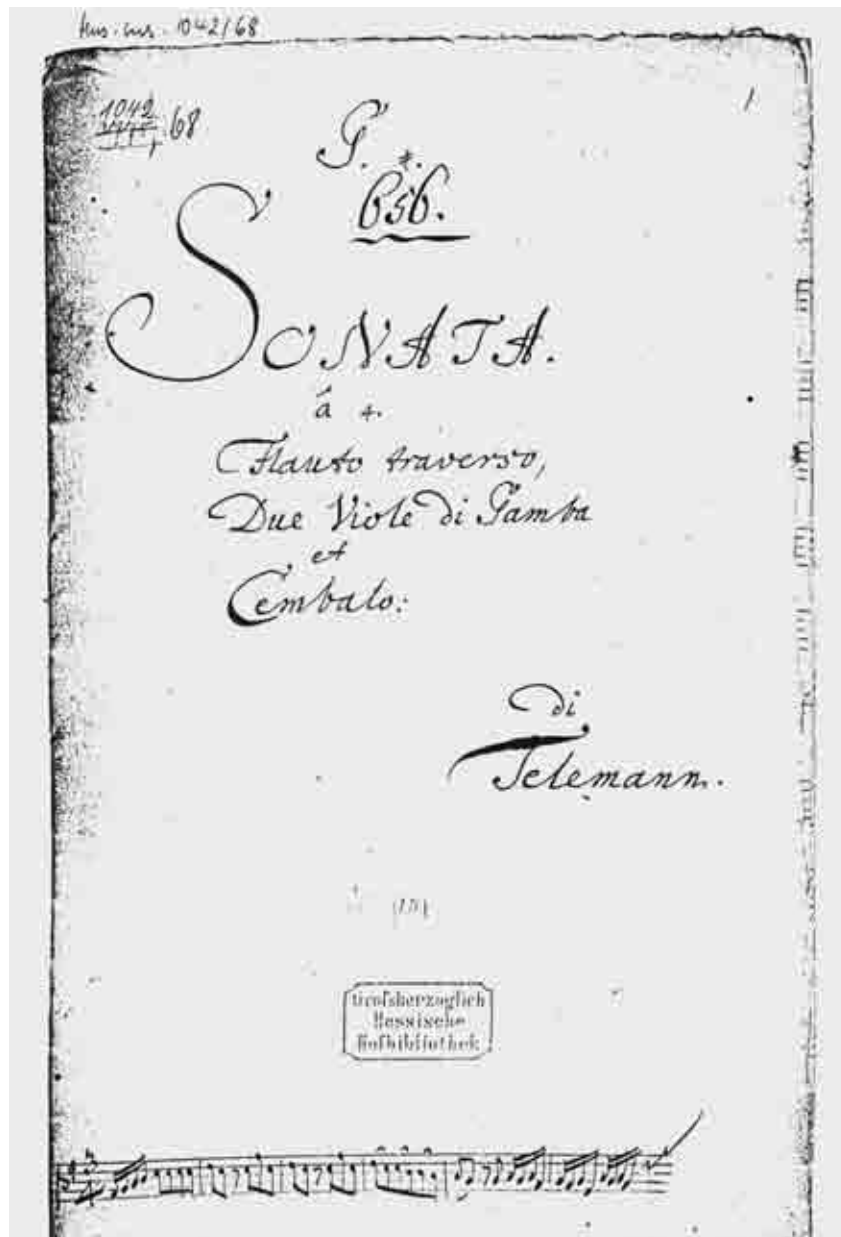 Mus. ms. 1042/68
1042
68
1
G. #.
656.
SONATA.
á 4.
Flauto traverso,
Due Viole di Gamba
et
Cembalo:
di
Telemann.
Hessische
Hofbibliothek